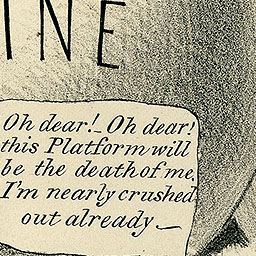 INE
Oh dear!_ Oh dear!
this Platform will
be the death of me.
I'm nearly crushed
out already —